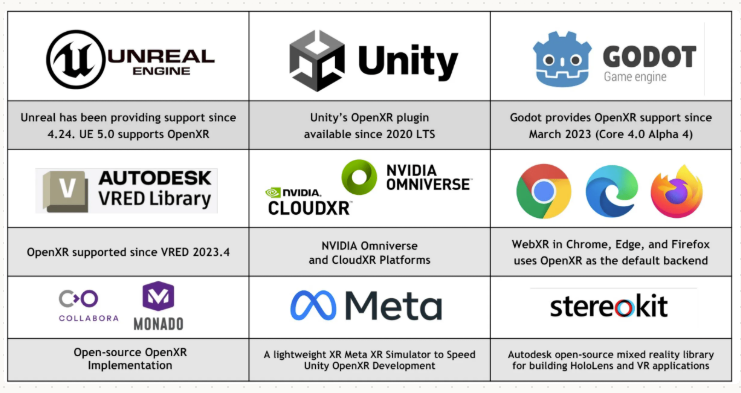 UNREAL
ENGINE
Unity
GODOT
Game engine
Unreal has been providing support since
4.24. UE 5.0 supports OpenXR
Unity's OpenXR plugin
available since 2020 LTS
Godot provides OpenXR support since
March 2023 (Core 4.0 Alpha 4)
V
AUTODESK
VRED Library
NVIDIA.
CLOUDXR
NVIDIA
OMNIVERSE
OpenXR supported since VRED 2023.4
NVIDIA Omniverse
and CloudXR Platforms
WebXR in Chrome, Edge, and Firefox
uses OpenXR as the default backend
COLLABORA
MONADO
Meta
stereokit
Open-source OpenXR
Implementation
A lightweight XR Meta XR Simulator to Speed
Unity OpenXR Development
Autodesk open-source mixed reality library
for building HoloLens and VR applications